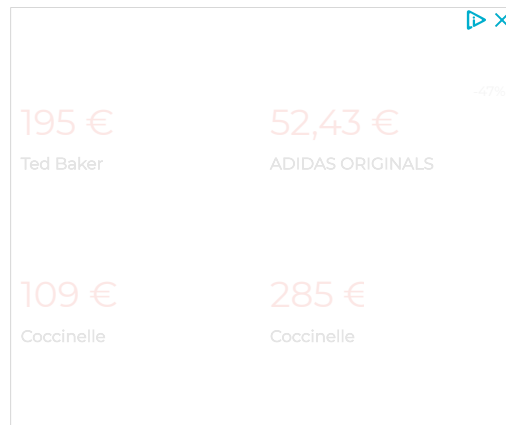 -47%
195 €
52,43 €
Ted Baker
ADIDAS ORIGINALS
109 €
285 €
Coccinelle
Coccinelle